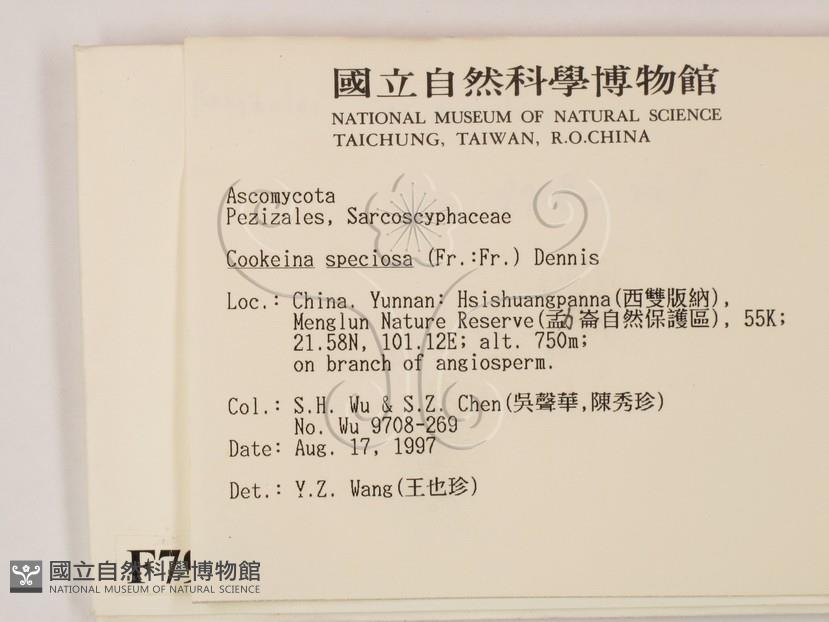 國立自然科學博物館
NATIONAL MUSEUM OF NATURAL SCIENCE
TAICHUNG, TAIWAN, R.O.CHINA
Ascomycota
Pezizales, Sarcoscyphaceae
Cookeina speciosa (Fr.:Fr.) Dennis
Loc.: China. Yunnan: Hsishuangpanna(西雙版納),
Menglun Nature Reserve(勐崙自然保護區), 55K;
21.58N, 101.12E; alt. 750m;
on branch of angiosperm.
Col.: S.H. Wu & S.Z. Chen(吳聲華,陳秀珍)
No. Wu 9708-269
Date: Aug. 17, 1997
Det.: Y.Z. Wang(王也珍)
國立自然科學博物館
NATIONAL MUSEUM OF NATURAL SCIENCE